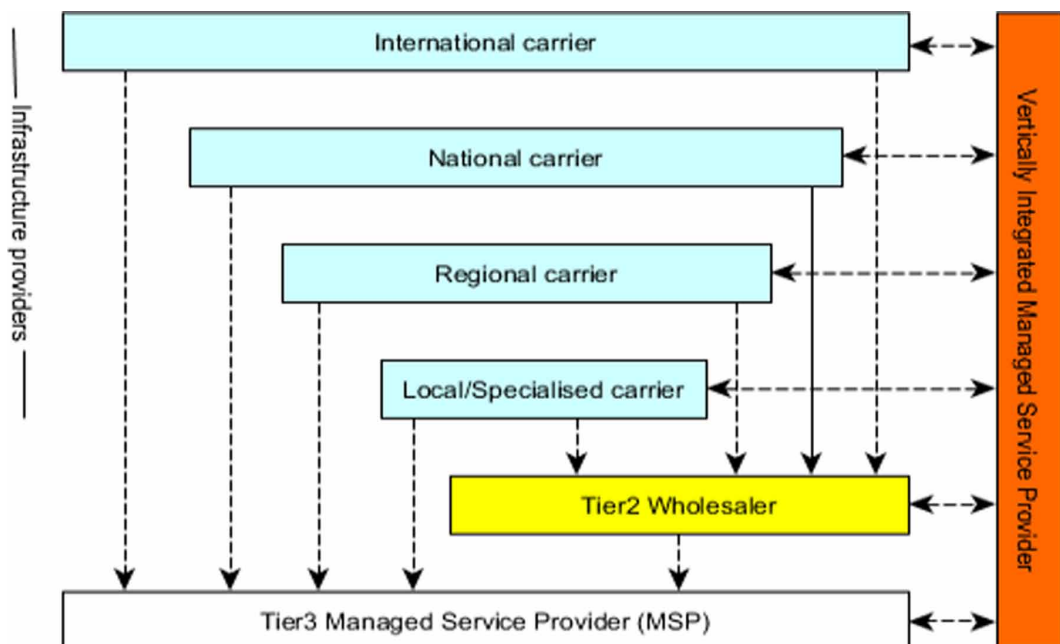 International carrier
National carrier
Regional carrier
Local/Specialised carrier
Tier2 Wholesaler
Tier3 Managed Service Provider (MSP)
Infrastructure providers
Vertically Integrated Managed Service Provider